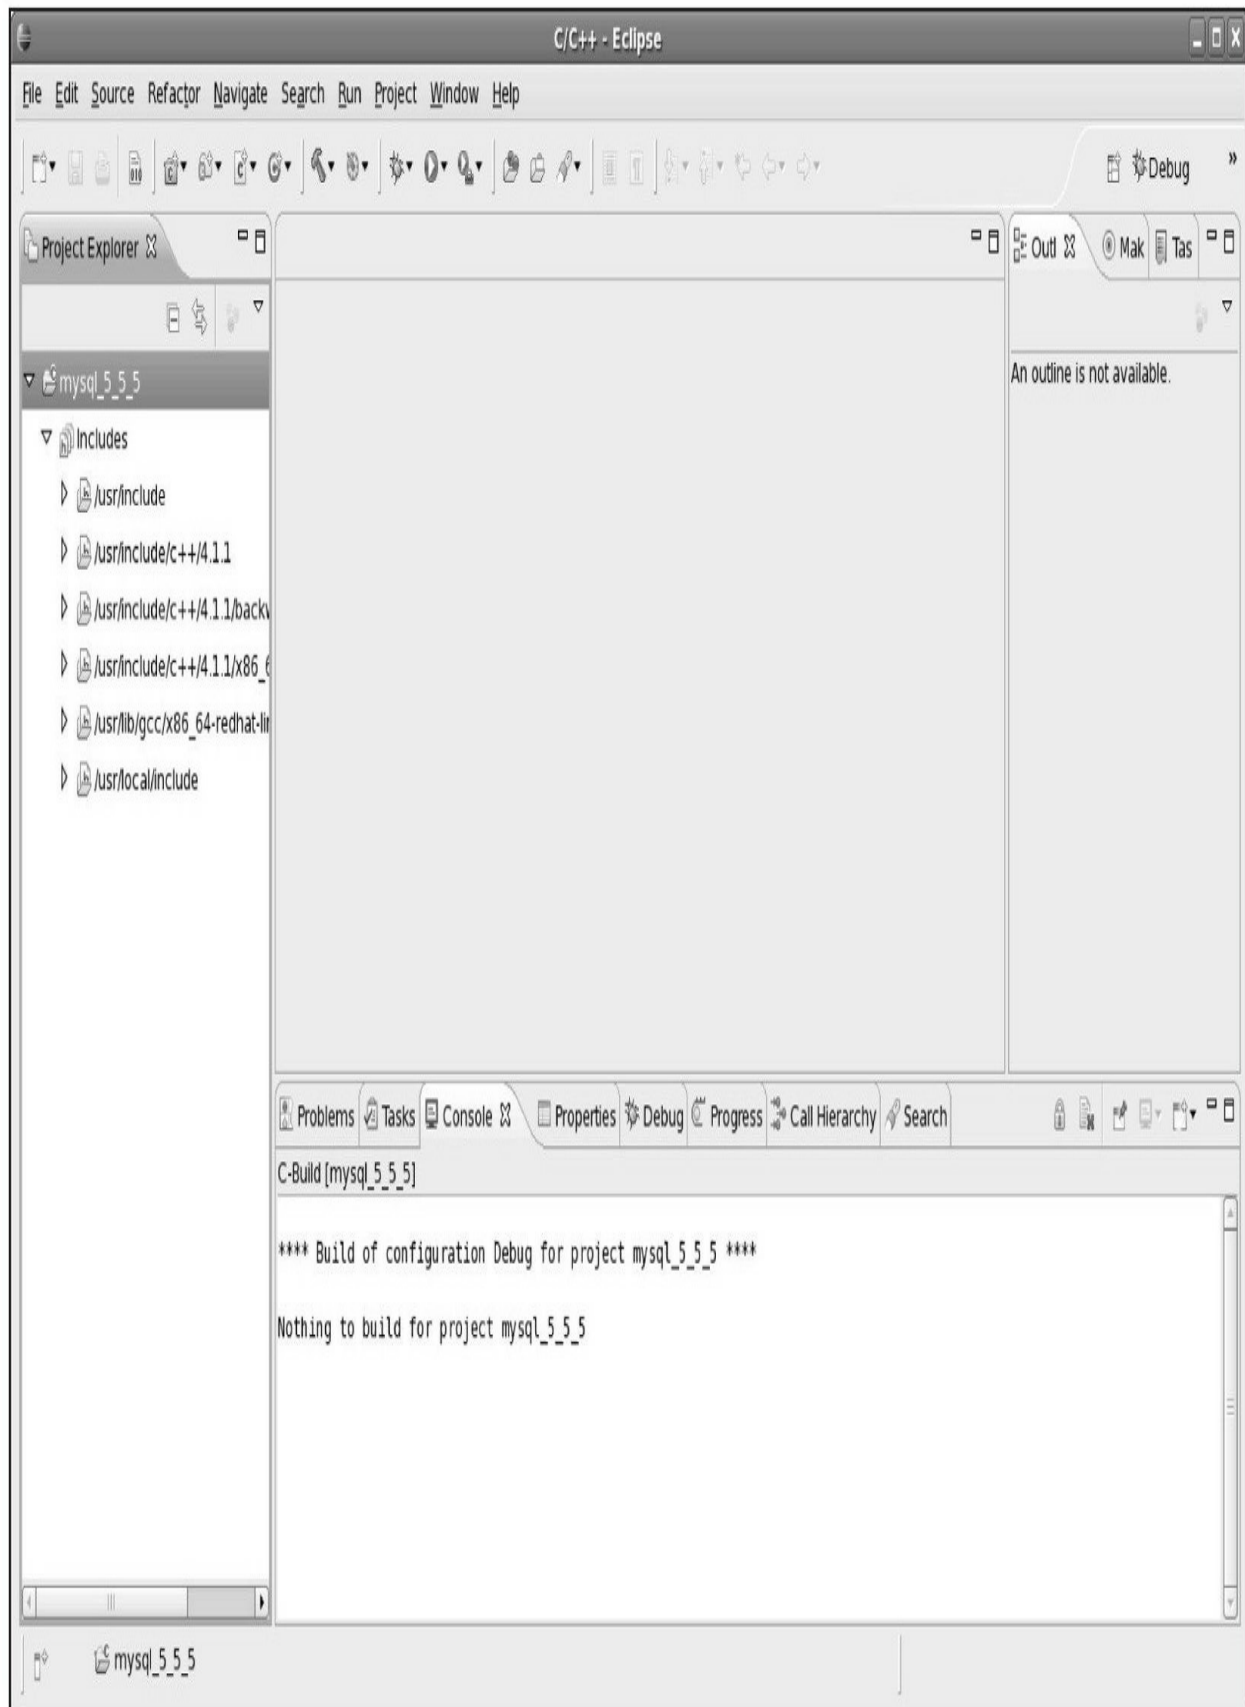 C/C++ - Eclipse
File Edit Source Refactor Navigate Search Run Project Window Help
Debug »
Project Explorer
Outl Mak Tas
mysql_5_5_5
An outline is not available.
Includes
/usr/include
/usr/include/c++/4.1.1
/usr/include/c++/4.1.1/backw
/usr/include/c++/4.1.1/x86_6
/usr/lib/gcc/x86_64-redhat-lin
/usr/local/include
Problems Tasks Console Properties Debug Progress Call Hierarchy Search
C-Build [mysql_5_5_5]
**** Build of configuration Debug for project mysql_5_5_5 ****
Nothing to build for project mysql_5_5_5
mysql_5_5_5